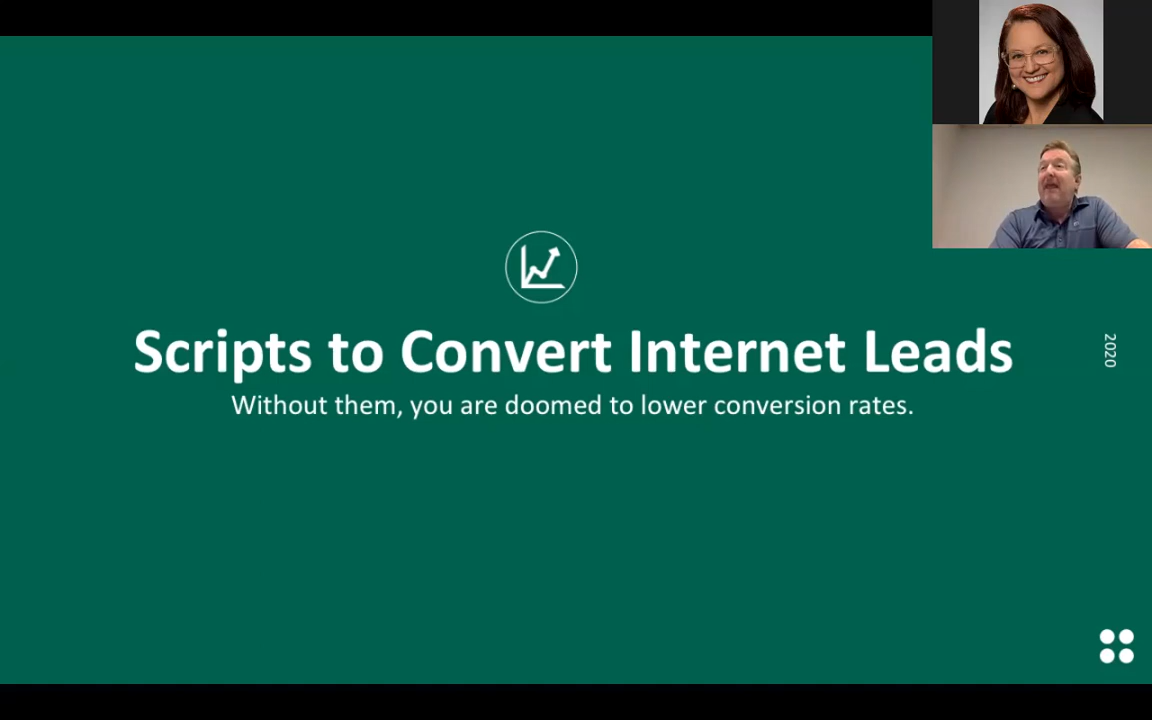 Scripts to Convert Internet Leads
Without them, you are doomed to lower conversion rates.
2020